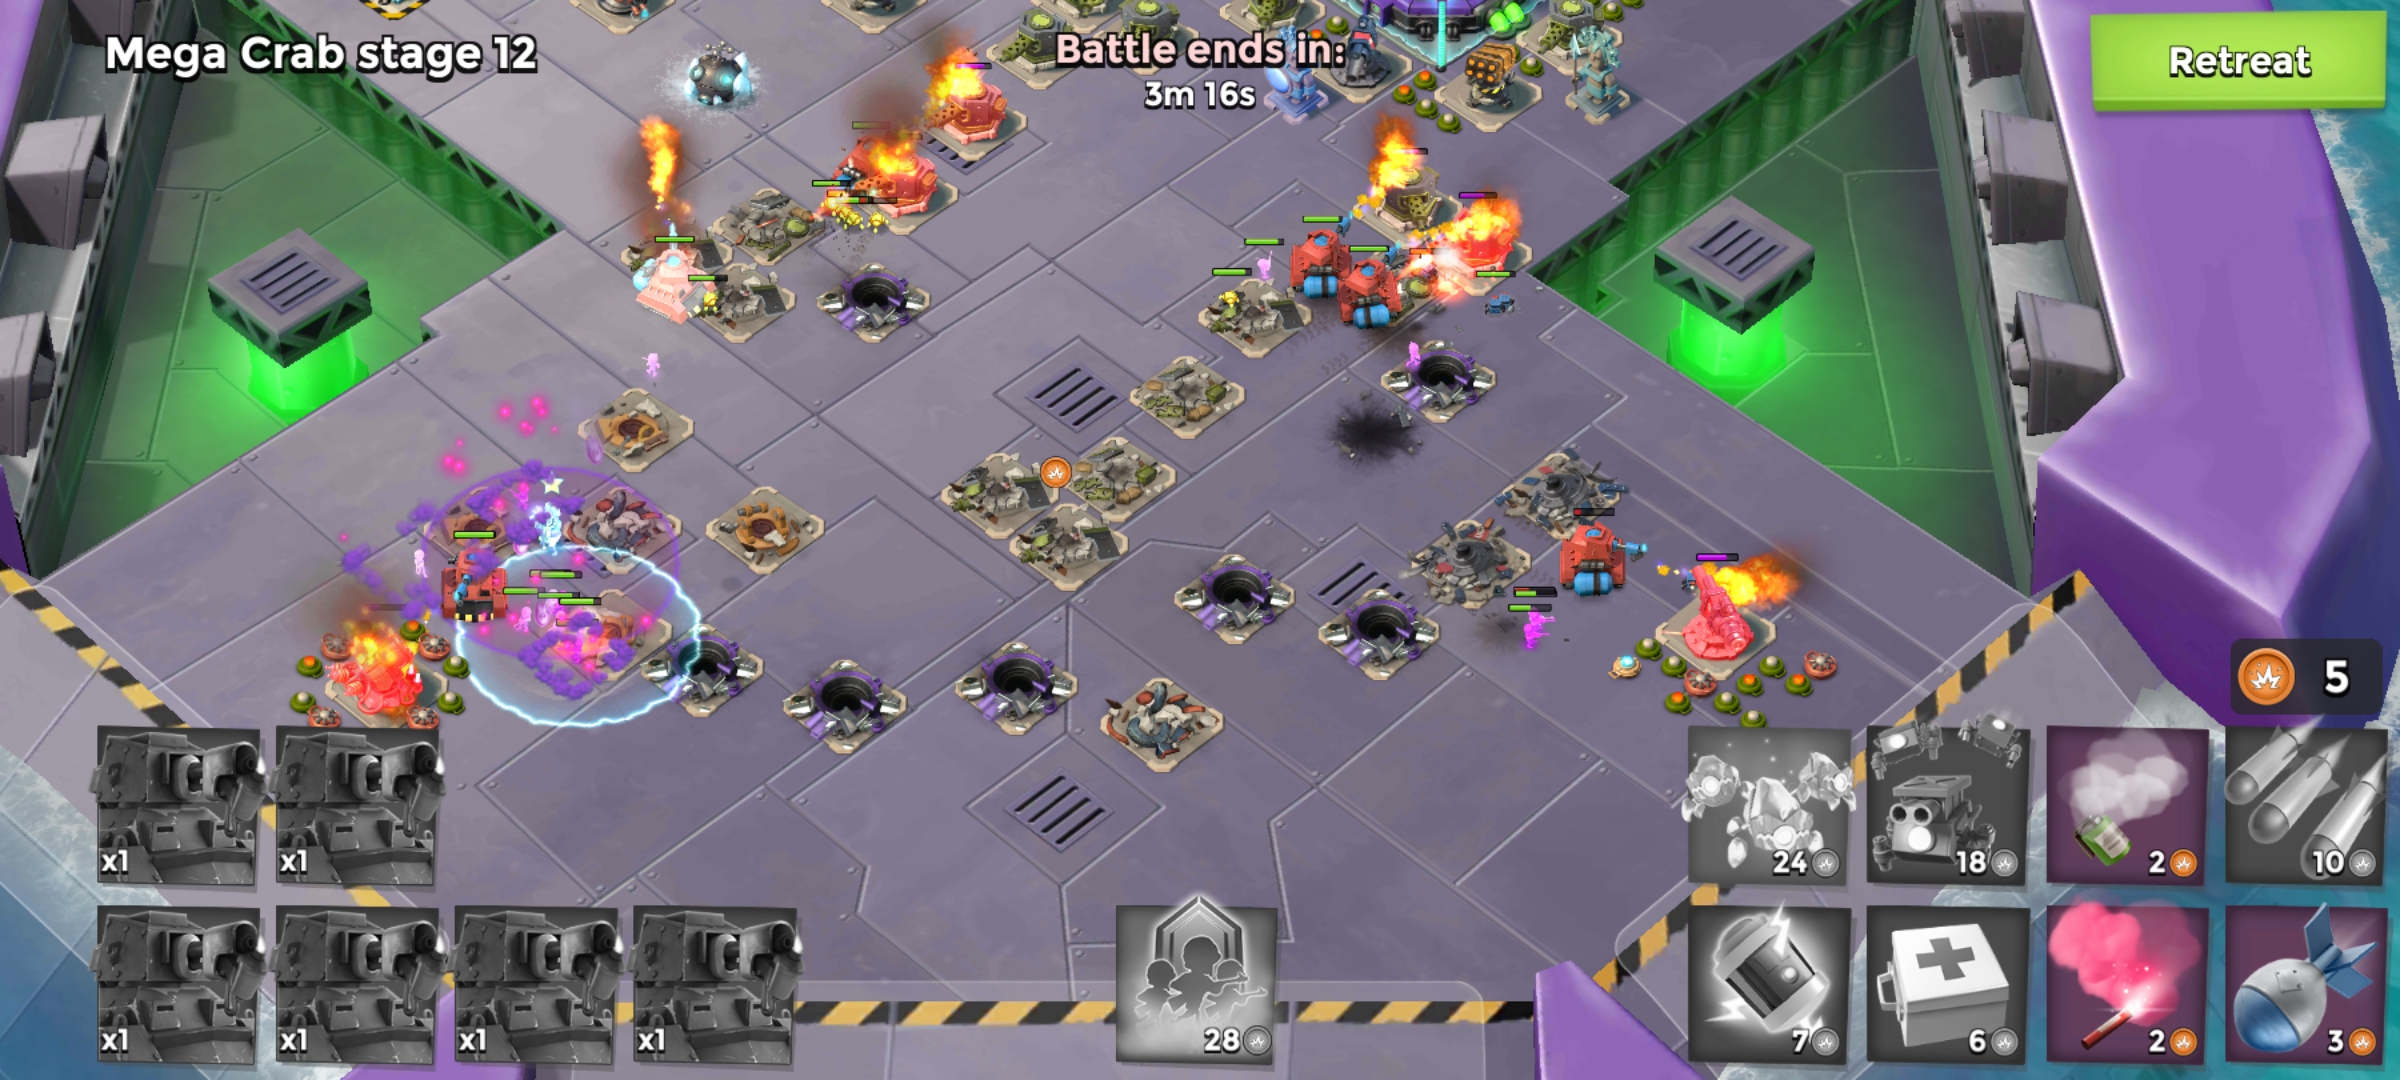 Mega Crab stage 12
Battle ends in:
3m 16s
Retreat
5
x1
x1
24
18
2
10
x1
x1
x1
x1
28
7
6
2
3